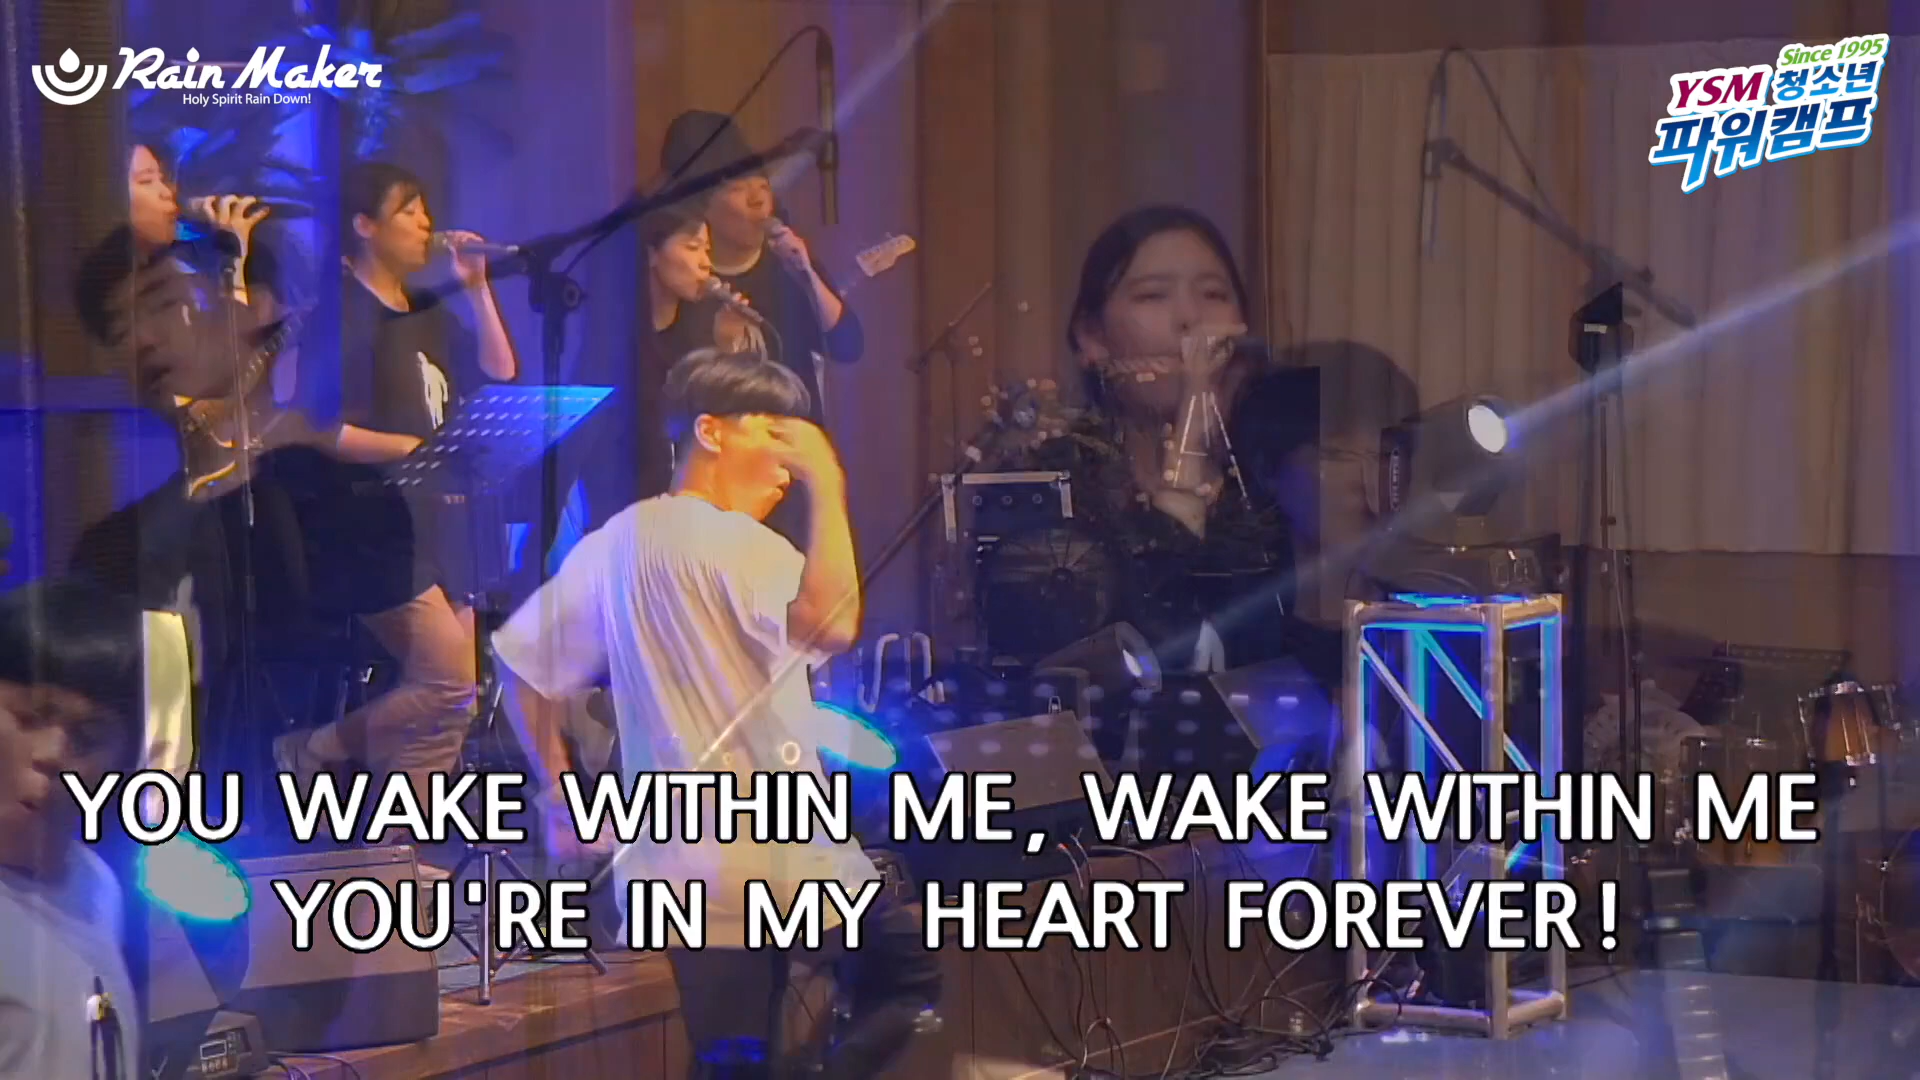 Rain Maker
Holy Spirit Rain Down!
Since 1995
YSM 청소년
파워캠프
YOU WAKE WITHIN ME, WAKE WITHIN ME
YOU'RE IN MY HEART FOREVER!